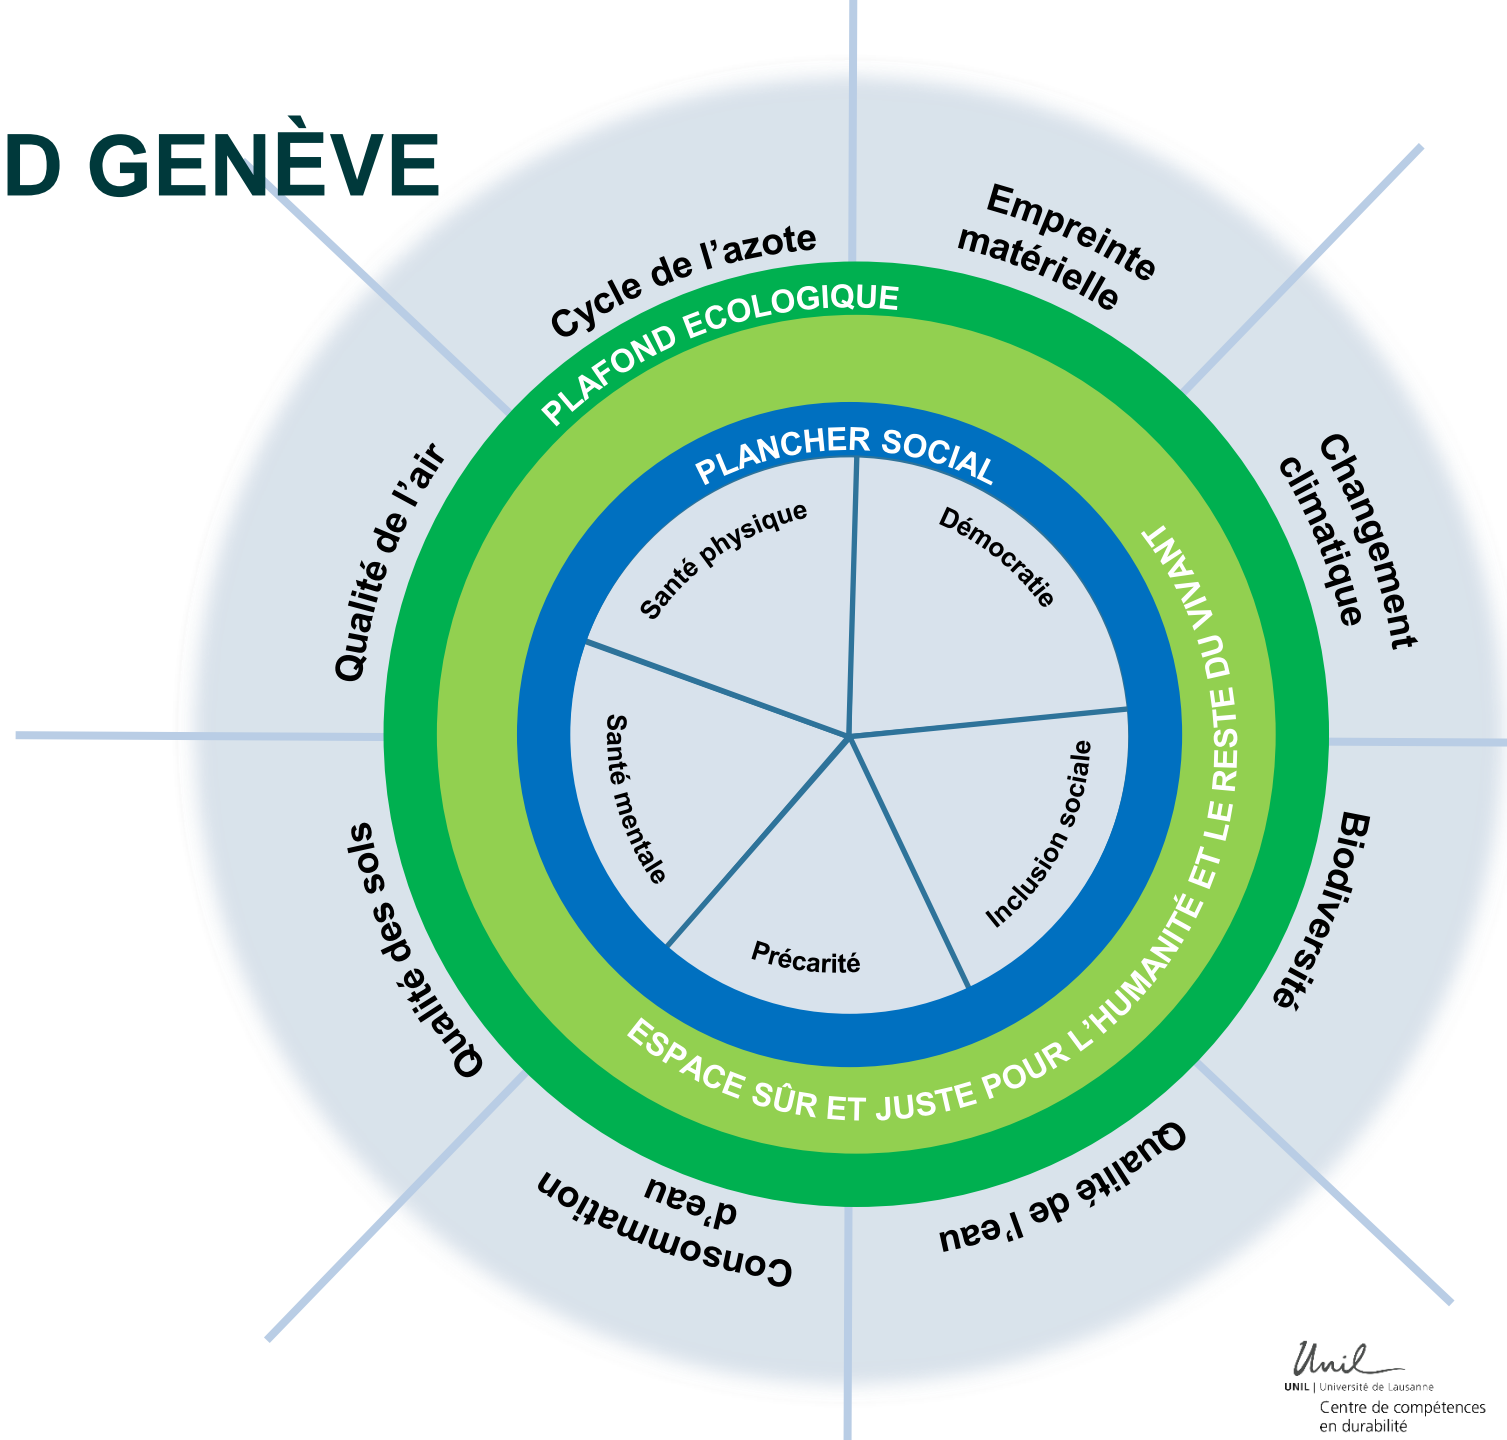 D GENÈVE
Empreinte
matérielle
Cycle de l’azote
PLAFOND ECOLOGIQUE
Changement
climatique
Qualité de l’air
PLANCHER SOCIAL
Santé physique
Démocratie
Santé mentale
Inclusion sociale
Précarité
ESPACE SÛR ET JUSTE POUR L’HUMANITÉ ET LE RESTE DU VIVANT
Biodiversité
Qualité des sols
Qualité de l’eau
Consommation
d’eau
Unil
UNIL | Université de Lausanne
Centre de compétences
en durabilité